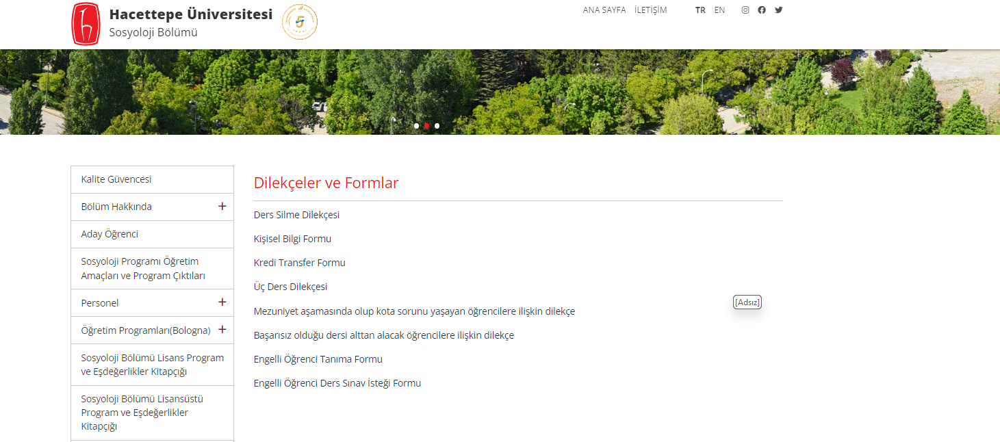 Hacettepe Üniversitesi
Sosyoloji Bölümü
ANA SAYFA İLETİŞİM TR EN
Kalite Güvencesi
Bölüm Hakkında +
Aday Öğrenci
Sosyoloji Programı Öğretim
Amaçları ve Program Çıktıları
Personel +
Öğretim Programları(Bologna) +
Sosyoloji Bölümü Lisans Program
ve Eşdeğerlikler Kitapçığı
Sosyoloji Bölümü Lisansüstü
Program ve Eşdeğerlikler
Kitapçığı
Dilekçeler ve Formlar
Ders Silme Dilekçesi
Kişisel Bilgi Formu
Kredi Transfer Formu
Üç Ders Dilekçesi
Mezuniyet aşamasında olup kota sorunu yaşayan öğrencilere ilişkin dilekçe
Başarısız olduğu dersi alttan alacak öğrencilere ilişkin dilekçe
Engelli Öğrenci Tanıma Formu
Engelli Öğrenci Ders Sınav İsteği Formu
[Adsız]